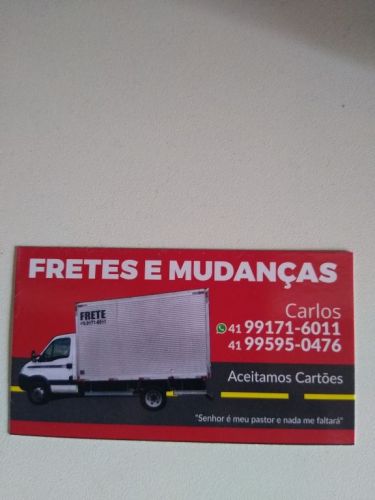 FRETES E MUDANÇAS
Carlos
41 99171-6011
41 99595-0476
FRETE
Aceitamos Cartões
"Senhor é meu pastor e nada me faltará"